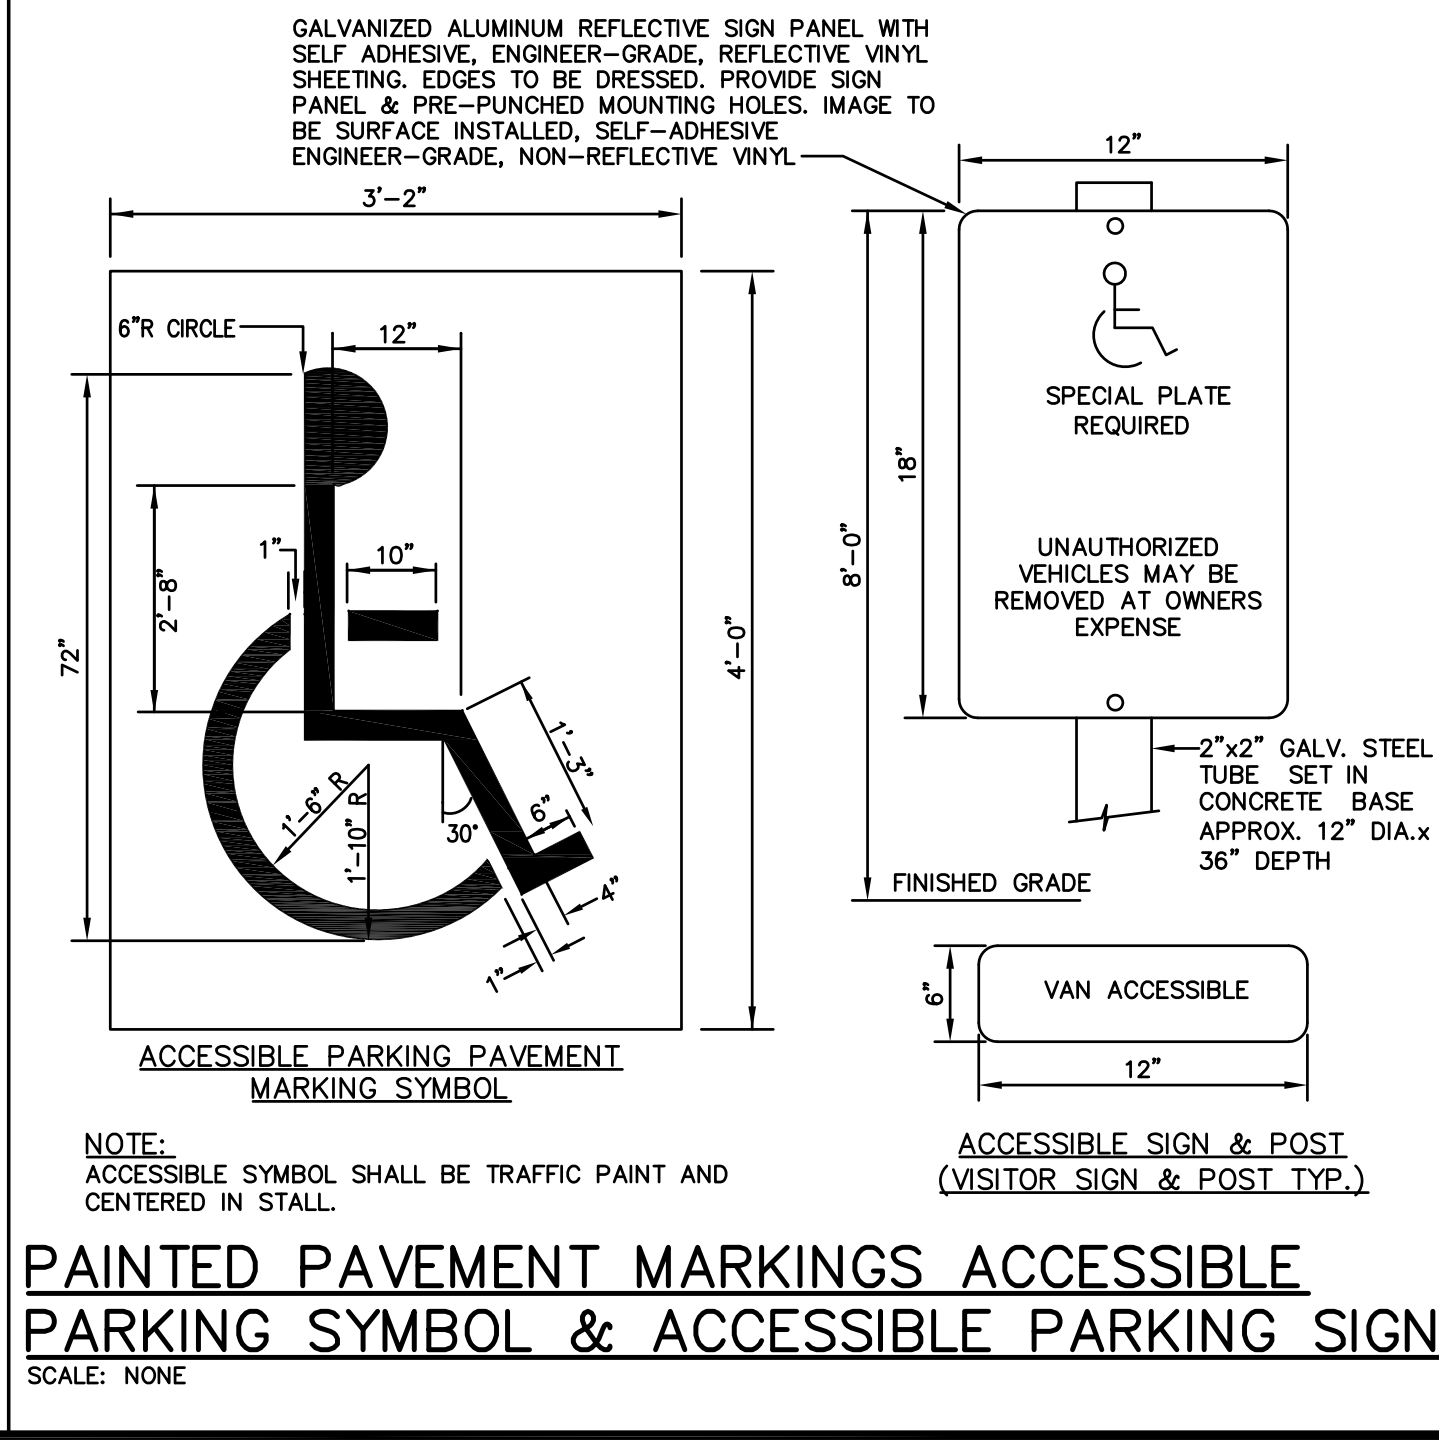 GALVANIZED ALUMINUM REFLECTIVE SIGN PANEL WITH
SELF ADHESIVE, ENGINEER-GRADE, REFLECTIVE VINYL
SHEETING. EDGES TO BE DRESSED. PROVIDE SIGN
PANEL & PRE-PUNCHED MOUNTING HOLES. IMAGE TO
BE SURFACE INSTALLED, SELF-ADHESIVE
ENGINEER-GRADE, NON-REFLECTIVE VINYL
3'-2"
6"R CIRCLE
12"
72"
2'-8"
1"
10"
4'-0"
1'-3"
6"
30°
1'-6" R
1'-10" R
4"
1"
ACCESSIBLE PARKING PAVEMENT
MARKING SYMBOL
NOTE:
ACCESSIBLE SYMBOL SHALL BE TRAFFIC PAINT AND
CENTERED IN STALL.
12"
18"
8'-0"
SPECIAL PLATE
REQUIRED
UNAUTHORIZED
VEHICLES MAY BE
REMOVED AT OWNERS
EXPENSE
2"x2" GALV. STEEL
TUBE SET IN
CONCRETE BASE
APPROX. 12" DIA.x
36" DEPTH
FINISHED GRADE
6"
VAN ACCESSIBLE
12"
ACCESSIBLE SIGN & POST
(VISITOR SIGN & POST TYP.)
PAINTED PAVEMENT MARKINGS ACCESSIBLE
PARKING SYMBOL & ACCESSIBLE PARKING SIGN
SCALE: NONE